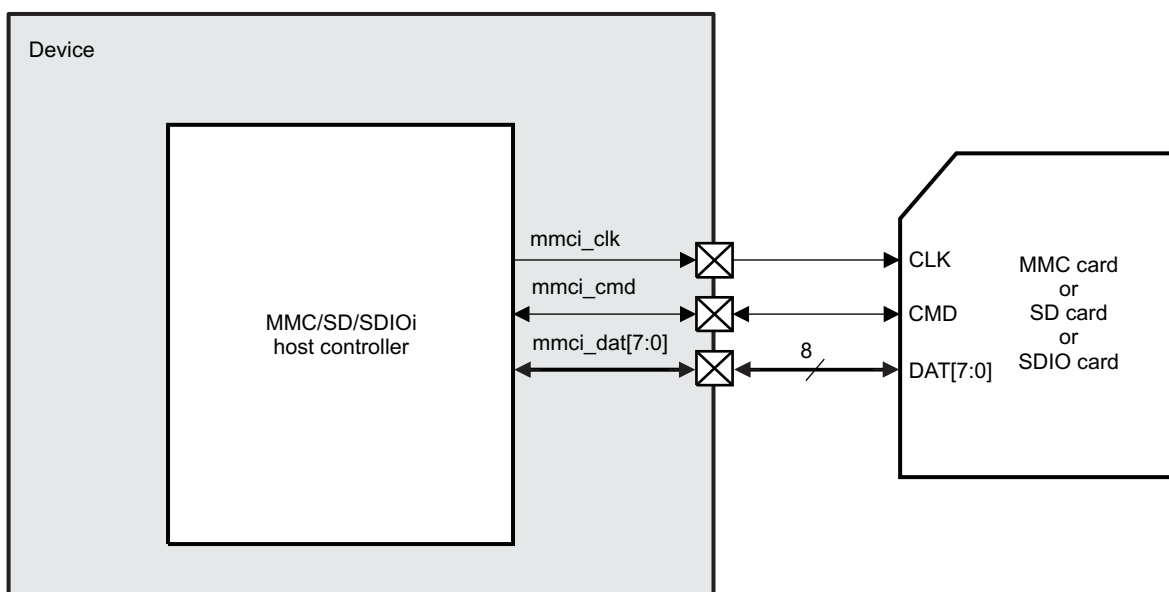 Device
mmci_clk
mmci_cmd
mmci_dat[7:0]
MMC/SD/SDIOi
host controller
8
CLK
CMD
DAT[7:0]
MMC card
or
SD card
or
SDIO card